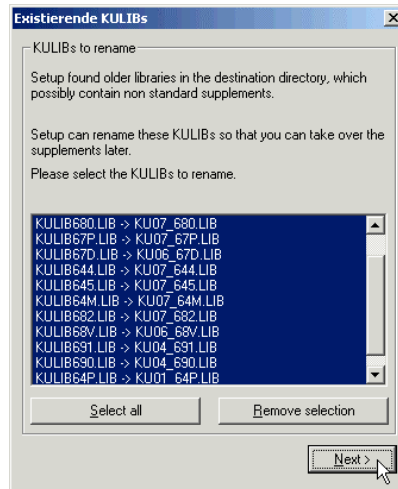 Existierende KULIBs
KULIBs to rename
Setup found older libraries in the destination directory, which
possibly contain non standard supplements.
Setup can rename these KULIBs so that you can take over the
supplements later.
Please select the KULIBs to rename.
KULIB680.LIB -> KU07_680.LIB
KULIB67P.LIB -> KU07_67P.LIB
KULIB67D.LIB -> KU06_67D.LIB
KULIB644.LIB -> KU07_644.LIB
KULIB645.LIB -> KU07_645.LIB
KULIB64M.LIB -> KU07_64M.LIB
KULIB682.LIB -> KU07_682.LIB
KULIB68V.LIB -> KU06_68V.LIB
KULIB691.LIB -> KU04_691.LIB
KULIB690.LIB -> KU04_690.LIB
KULIB64P.LIB -> KU01_64P.LIB
Select all
Remove selection
Next >